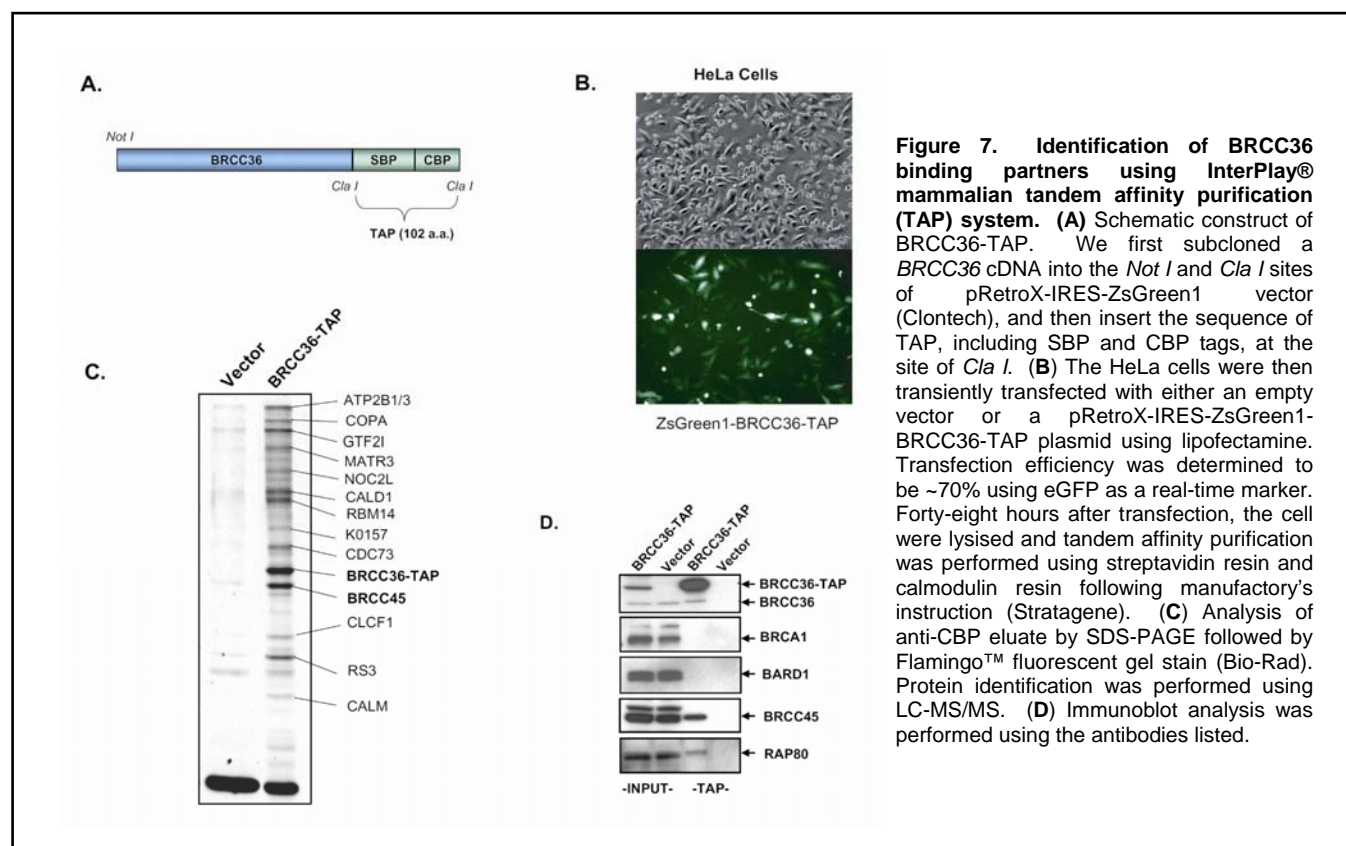 A.
Not I
BRCC36
SBP
CBP
Cla I
Cla I
TAP (102 a.a.)
B.
HeLa Cells
ZsGreen1-BRCC36-TAP
C.
Vector
BRCC36-TAP
ATP2B1/3
COPA
GTF2I
MATR3
NOC2L
CALD1
RBM14
K0157
CDC73
BRCC36-TAP
BRCC45
CLCF1
RS3
CALM
D.
BRCC36-TAP
Vector
BRCC36-TAP
Vector
BRCC36-TAP
BRCC36
BRCA1
BARD1
BRCC45
RAP80
-INPUT-
-TAP-
Figure 7. Identification of BRCC36
binding partners using InterPlay®
mammalian tandem affinity purification
(TAP) system. (A) Schematic construct of
BRCC36-TAP. We first subcloned a
BRCC36 cDNA into the Not I and Cla I sites
of pRetroX-IRES-ZsGreen1 vector
(Clontech), and then insert the sequence of
TAP, including SBP and CBP tags, at the
site of Cla I. (B) The HeLa cells were then
transiently transfected with either an empty
vector or a pRetroX-IRES-ZsGreen1-
BRCC36-TAP plasmid using lipofectamine.
Transfection efficiency was determined to
be ~70% using eGFP as a real-time marker.
Forty-eight hours after transfection, the cell
were lysised and tandem affinity purification
was performed using streptavidin resin and
calmodulin resin following manufactory's
instruction (Stratagene). (C) Analysis of
anti-CBP eluate by SDS-PAGE followed by
Flamingo™ fluorescent gel stain (Bio-Rad).
Protein identification was performed using
LC-MS/MS. (D) Immunoblot analysis was
performed using the antibodies listed.